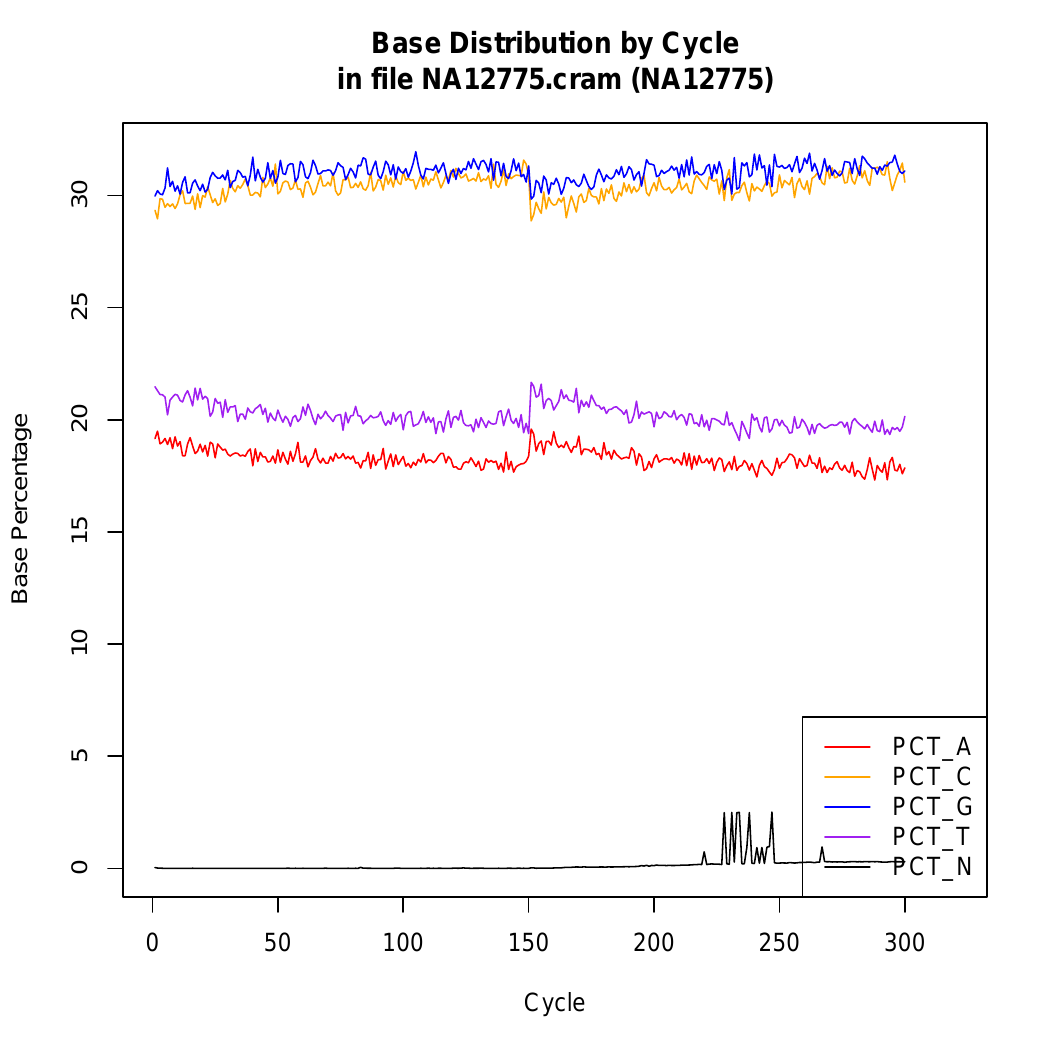 Base Distribution by Cycle
in file NA12775.cram (NA12775)
Base Percentage
30
25
20
15
10
5
0
PCT_A
PCT_C
PCT_G
PCT_T
PCT_N
0 50 100 150 200 250 300
Cycle